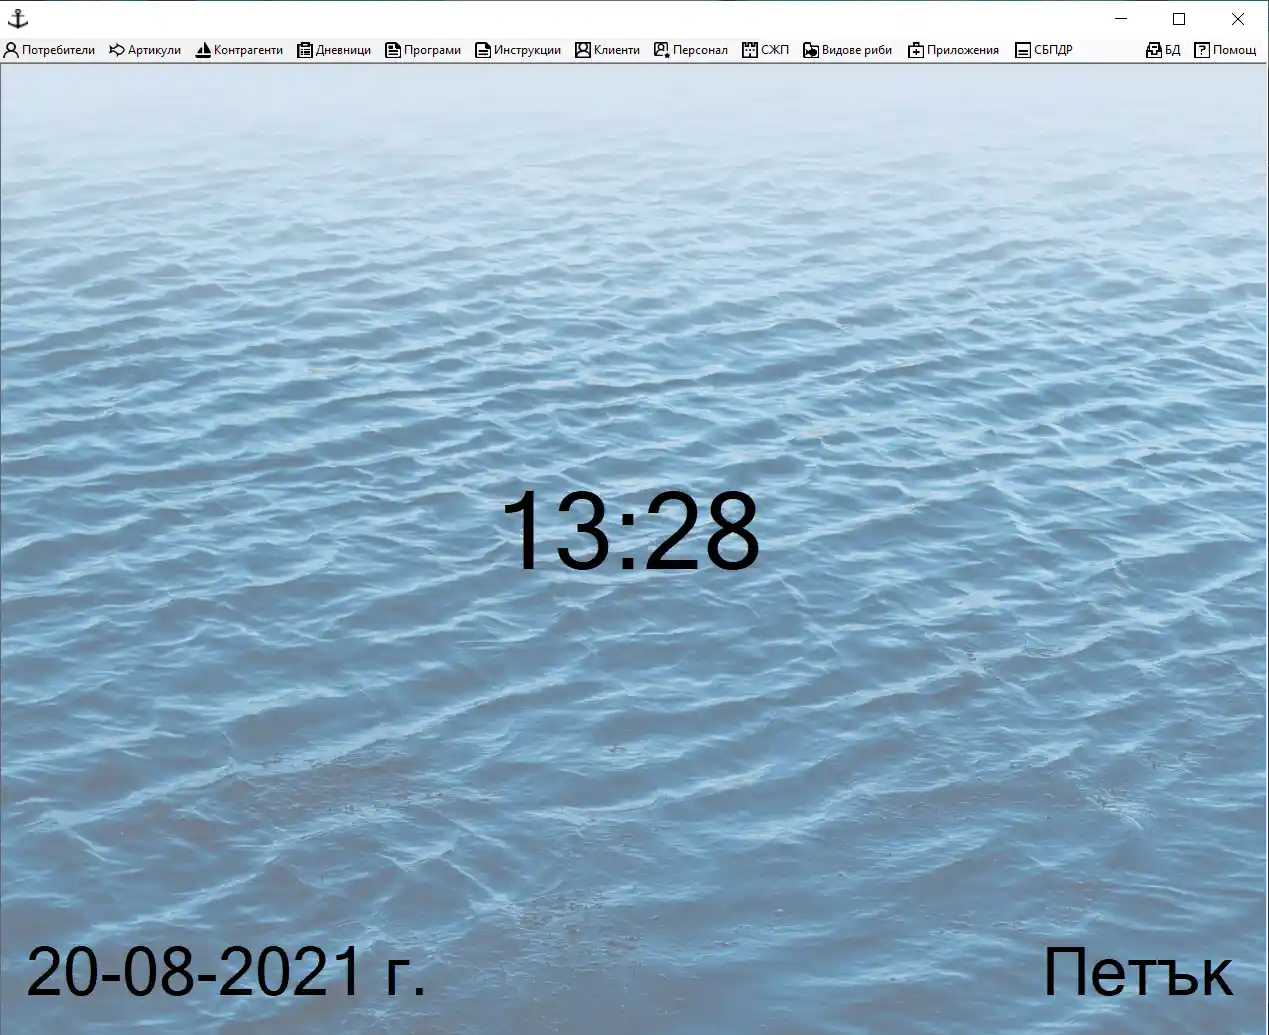 Потребители Артикули Контрагенти Дневници Програми Инструкции Клиенти Персонал СЖП Видове риби Приложения СБПДР БД Помощ
13:28
20-08-2021 г. Петък